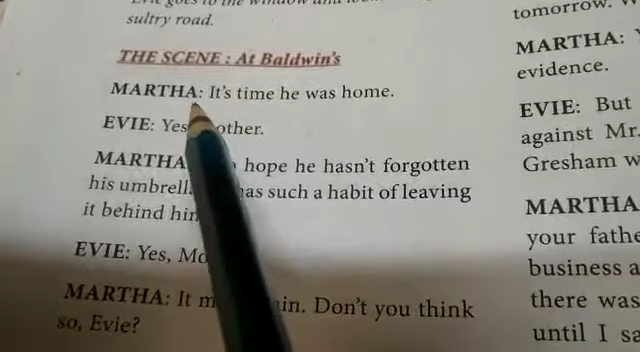 sultry road.
THE SCENE : At Baldwin's
MARTHA: It's time he was home.
EVIE: Yes other.
MARTHA hope he hasn't forgotten
his umbrell has such a habit of leaving
it behind him
EVIE: Yes, Mo
MARTHA: It m in. Don't you think
so, Evie?
tomorrow.
MARTHA:
evidence.
EVIE: But
against Mr.
Gresham w
MARTHA
your fathe
business a
there was
until I sa